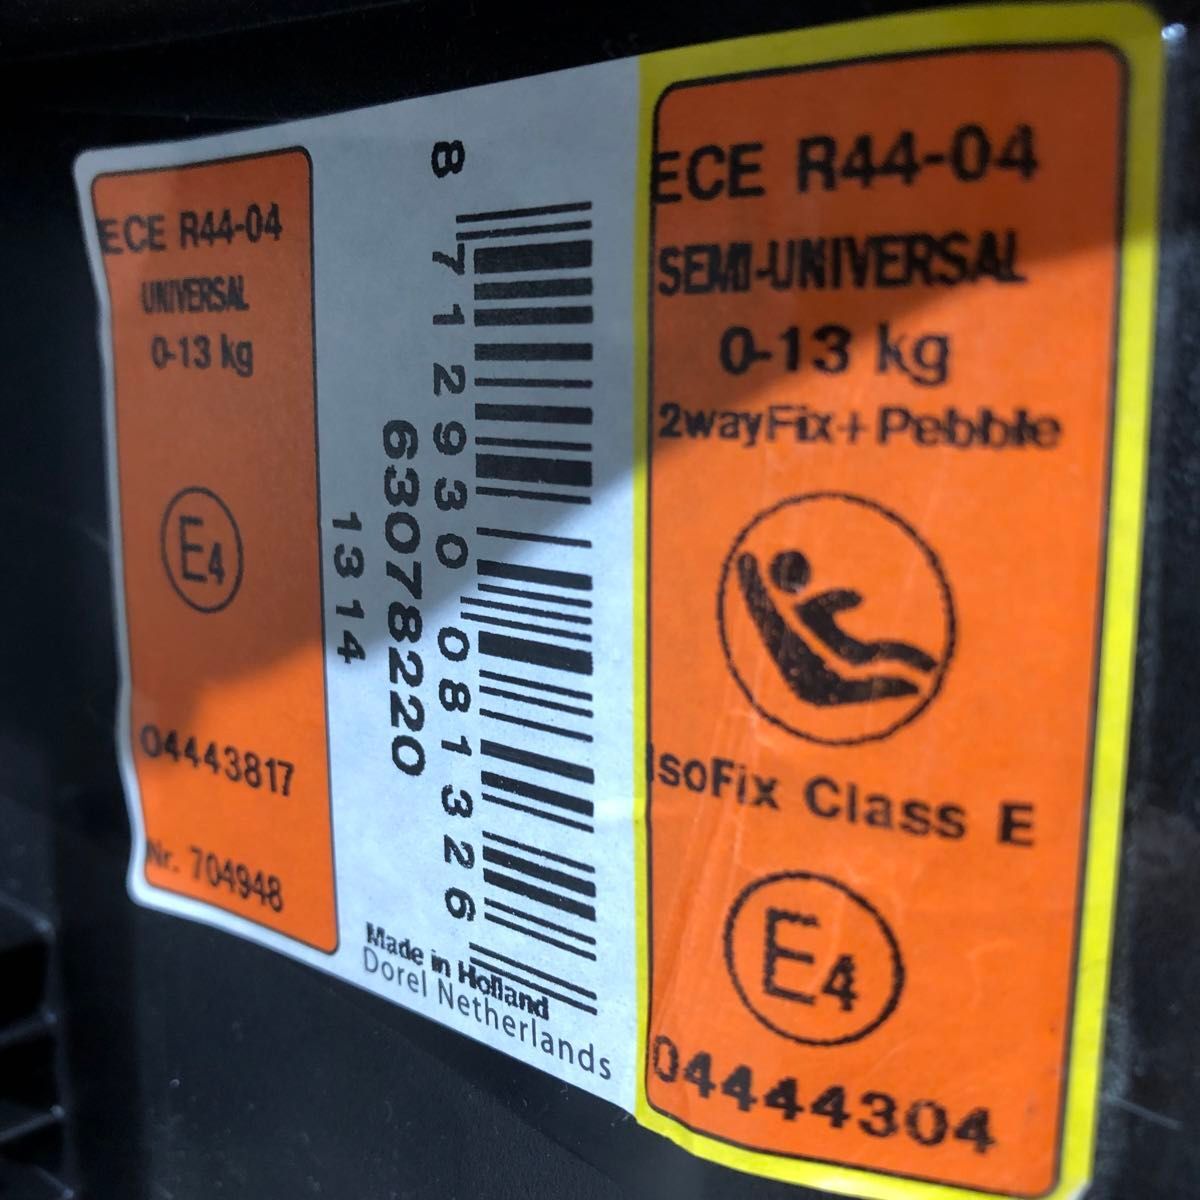 ECE R44-04
UNIVERSAL
0-13 kg
E4
04443817
Nr. 704948
8 712930 081326
63078220
1314
Made in Holland
Dorel Netherlands
ECE R44-04
SEMI-UNIVERSAL
0-13 kg
2wayFix+Pebble
IsoFix Class E
E4
04444304